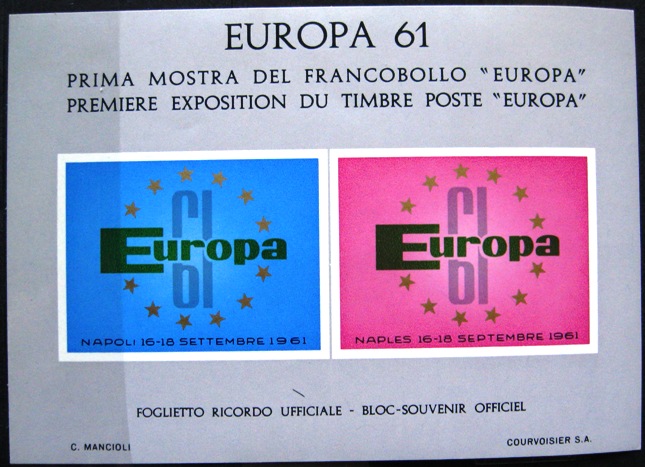 EUROPA 61
PRIMA MOSTRA DEL FRANCOBOLLO "EUROPA"
PREMIERE EXPOSITION DU TIMBRE POSTE "EUROPA"
61
Europa
61
NAPOLI 16-18 SETTEMBRE 1961
61
Europa
61
NAPLES 16-18 SEPTEMBRE 1961
FOGLIETTO RICORDO UFFICIALE - BLOC-SOUVENIR OFFICIEL
C. MANCIOLI
COURVOISIER S.A.